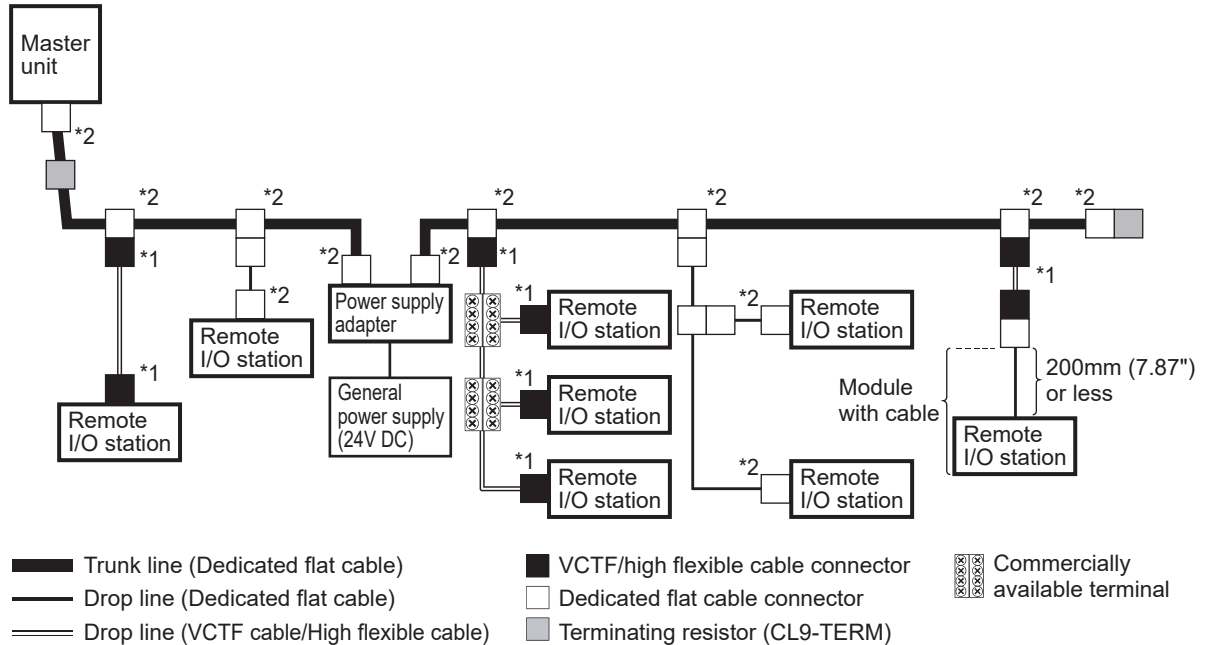 Master
unit
*2
*2
*2
*2
*2
*2
*2
*1
*2
*2
*1
*1
*2
Power supply
adapter
*1
Remote
I/O station
*2
Remote
I/O station
Remote
I/O station
*1
General
power supply
(24V DC)
*1
Remote
I/O station
Module
with cable
200mm (7.87")
or less
Remote
I/O station
*1
Remote
I/O station
*2
Remote
I/O station
Remote
I/O station
Trunk line (Dedicated flat cable)
Drop line (Dedicated flat cable)
Drop line (VCTF cable/High flexible cable)
VCTF/high flexible cable connector
Dedicated flat cable connector
Terminating resistor (CL9-TERM)
Commercially
available terminal